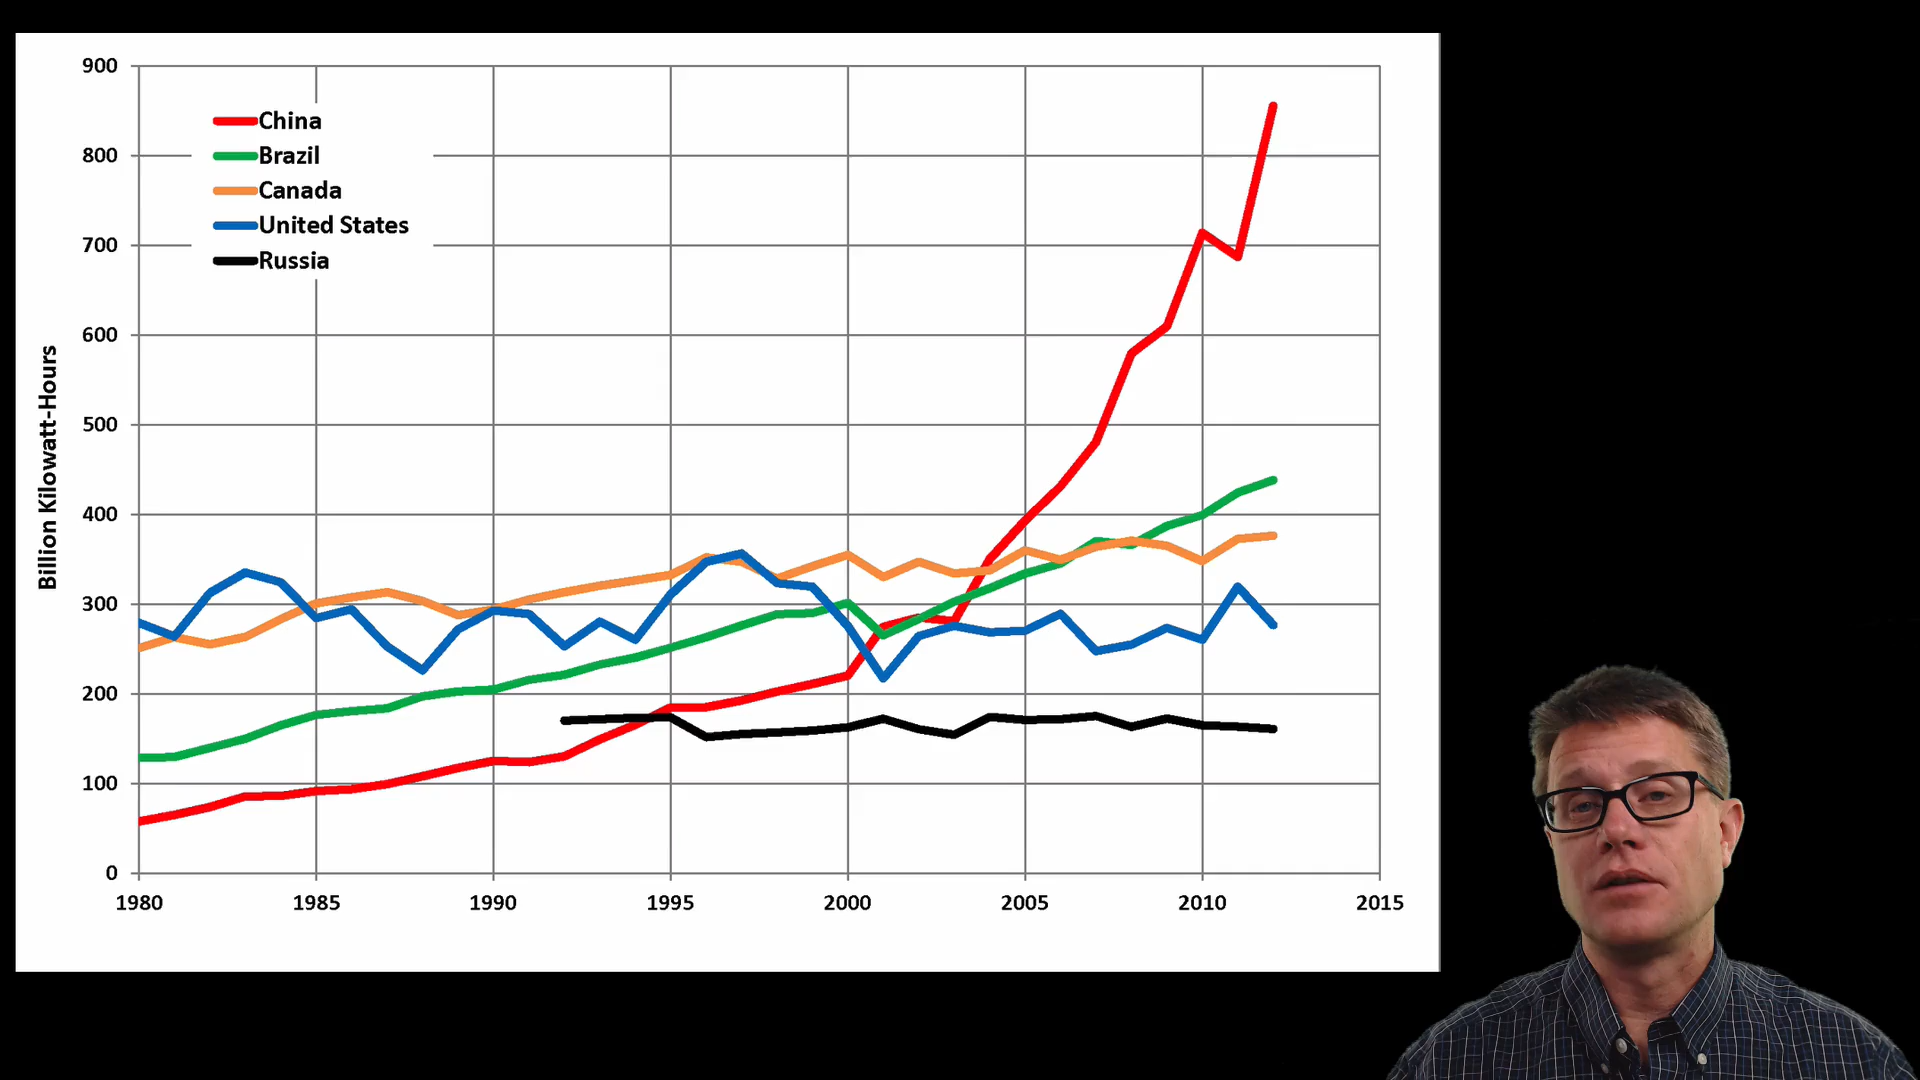 900
800
700
600
500
400
300
200
100
0
Billion Kilowatt-Hours
China
Brazil
Canada
United States
Russia
1980 1985 1990 1995 2000 2005 2010 2015